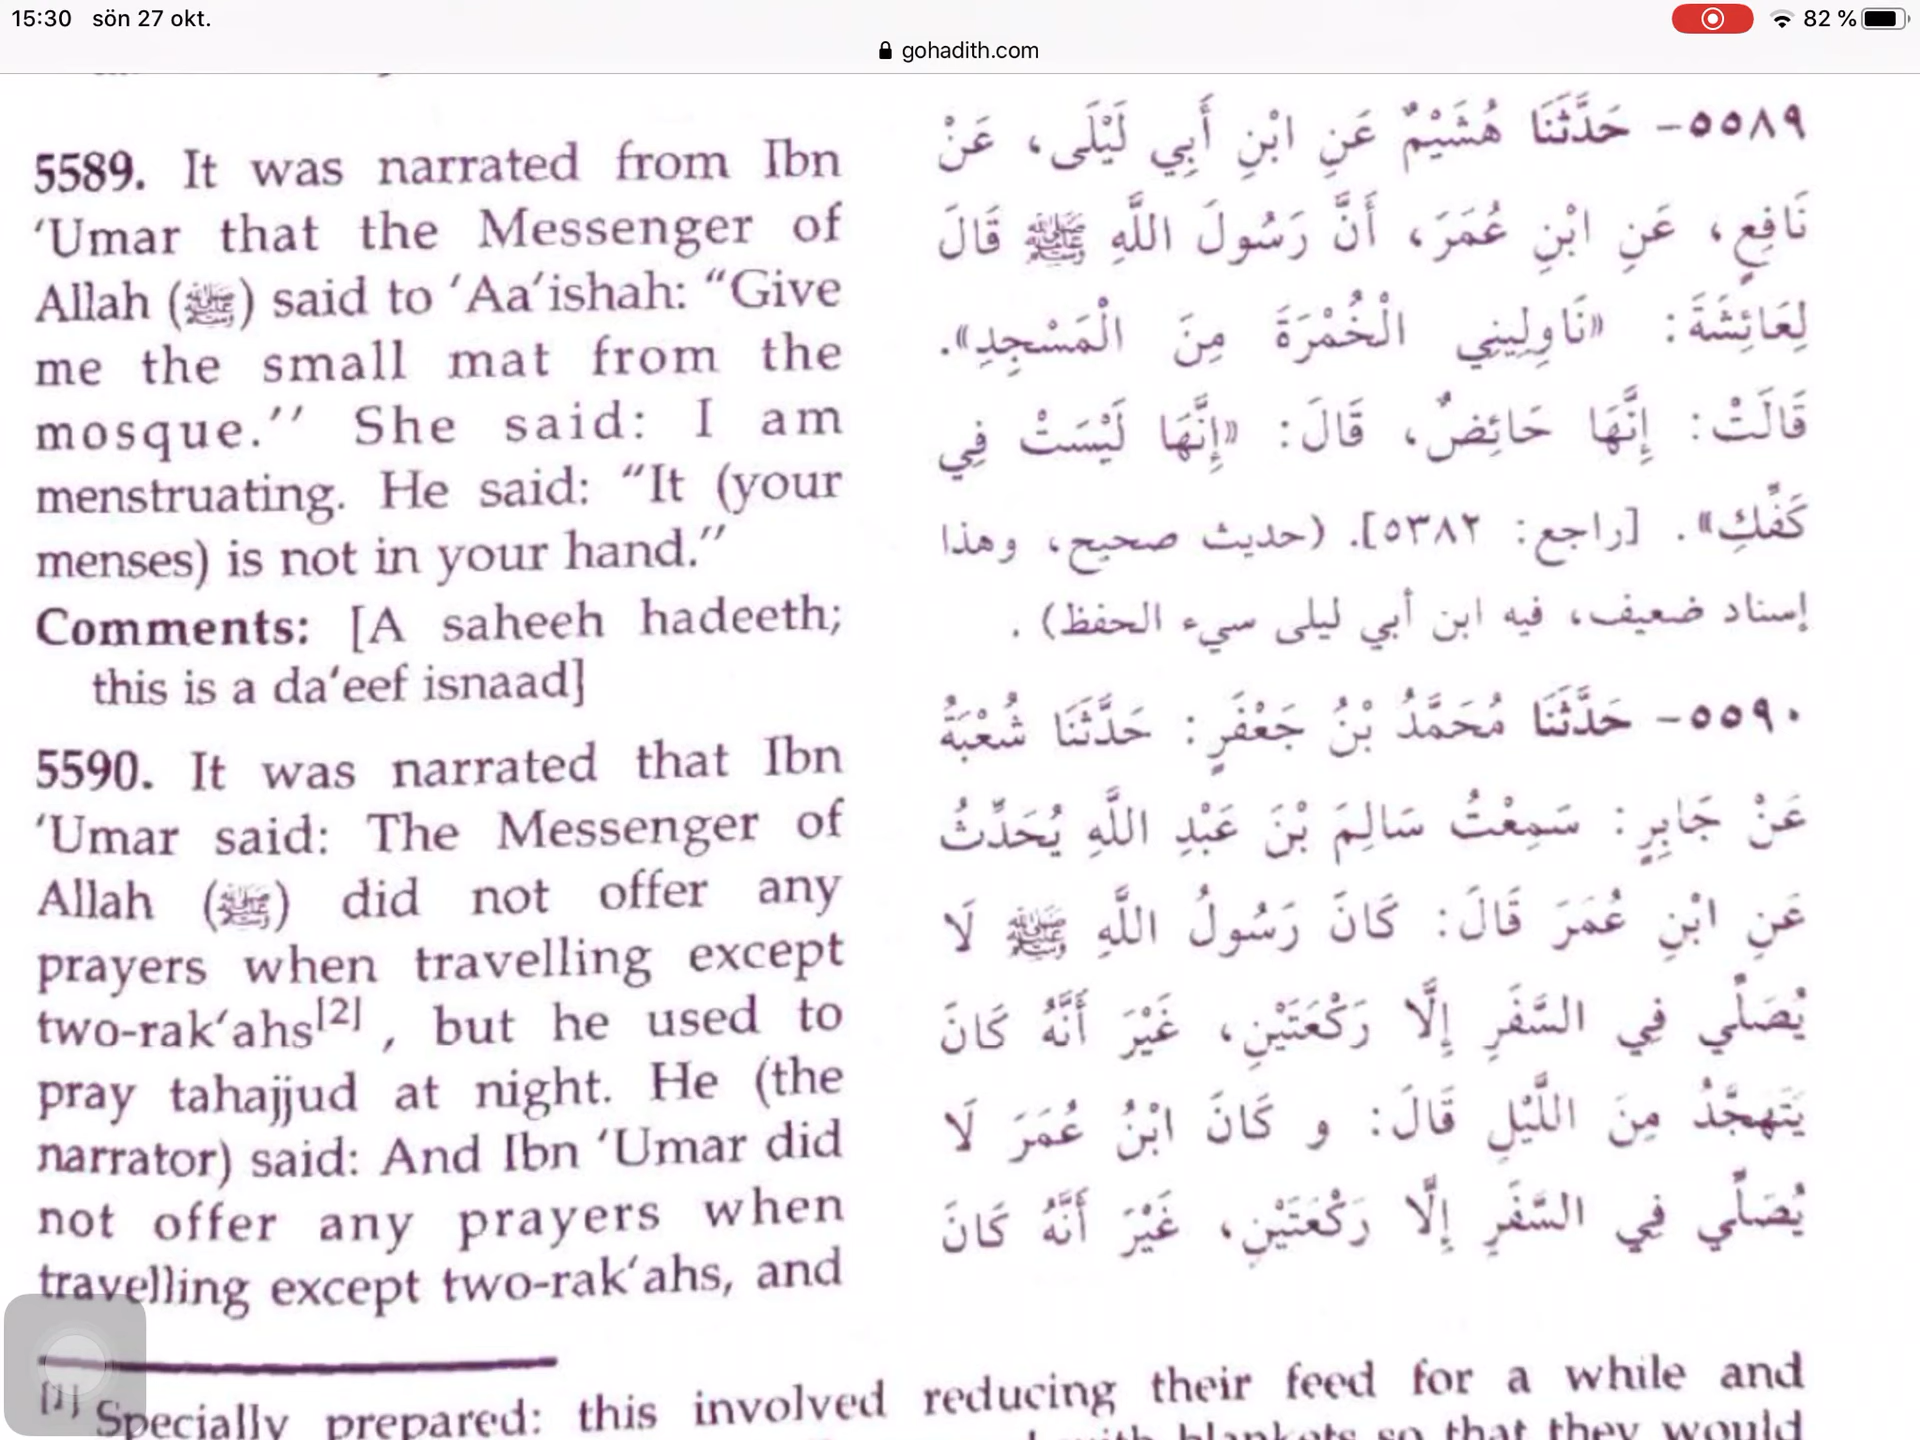 15:30 sön 27 okt.
82 %
gohadith.com
5589. It was narrated from Ibn
‘Umar that the Messenger of
Allah (ﷺ) said to ‘Aa’ishah: “Give
me the small mat from the
mosque.’’ She said: I am
menstruating. He said: “It (your
menses) is not in your hand.”
Comments: [A saheeh hadeeth;
this is a da’eef isnaad]
5590. It was narrated that Ibn
‘Umar said: The Messenger of
Allah (ﷺ) did not offer any
prayers when travelling except
two-rak‘ahs[2] , but he used to
pray tahajjud at night. He (the
narrator) said: And Ibn ‘Umar did
not offer any prayers when
travelling except two-rak‘ahs, and
٥٥٨٩- حَدَّثَنَا هُشَيْمٌ عَنِ ابْنِ أَبِي لَيْلَى، عَنْ
نَافِعٍ، عَنِ ابْنِ عُمَرَ، أَنَّ رَسُولَ اللَّهِ ﷺ قَالَ
لِعَائِشَةَ: «نَاوِلِينِي الْخُمْرَةَ مِنَ الْمَسْجِدِ».
قَالَتْ: إِنَّهَا حَائِضٌ، قَالَ: «إِنَّهَا لَيْسَتْ فِي
كَفِّكِ». [راجع: ٥٣٨٢]. (حديث صحيح، وهذا
إسناد ضعيف، فيه ابن أبي ليلى سيء الحفظ).
٥٥٩٠- حَدَّثَنَا مُحَمَّدُ بْنُ جَعْفَرٍ: حَدَّثَنَا شُعْبَةُ
عَنْ جَابِرٍ: سَمِعْتُ سَالِمَ بْنَ عَبْدِ اللَّهِ يُحَدِّثُ
عَنِ ابْنِ عُمَرَ قَالَ: كَانَ رَسُولُ اللَّهِ ﷺ لَا
يُصَلِّي فِي السَّفَرِ إِلَّا رَكْعَتَيْنِ، غَيْرَ أَنَّهُ كَانَ
يَتَهجَّدُ مِنَ اللَّيْلِ قَالَ: و كَانَ ابْنُ عُمَرَ لَا
يُصَلِّي فِي السَّفَرِ إِلَّا رَكْعَتَيْنِ، غَيْرَ أَنَّهُ كَانَ
[1] Specially prepared: this involved reducing their feed for a while and
with blankets so that they would